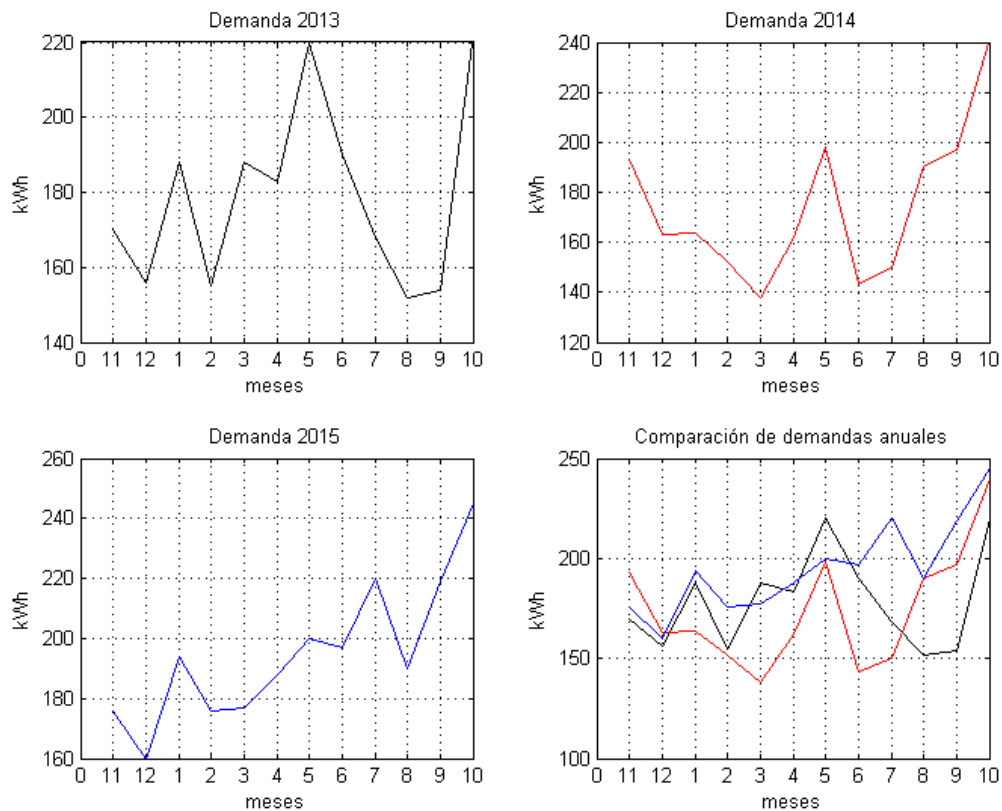 Demanda 2013
220
200
180
160
140
kWh
0 11 12 1 2 3 4 5 6 7 8 9 10
meses
Demanda 2014
240
220
200
180
160
140
120
kWh
0 11 12 1 2 3 4 5 6 7 8 9 10
meses
Demanda 2015
260
240
220
200
180
160
kWh
0 11 12 1 2 3 4 5 6 7 8 9 10
meses
Comparación de demandas anuales
250
200
150
100
kWh
0 11 12 1 2 3 4 5 6 7 8 9 10
meses